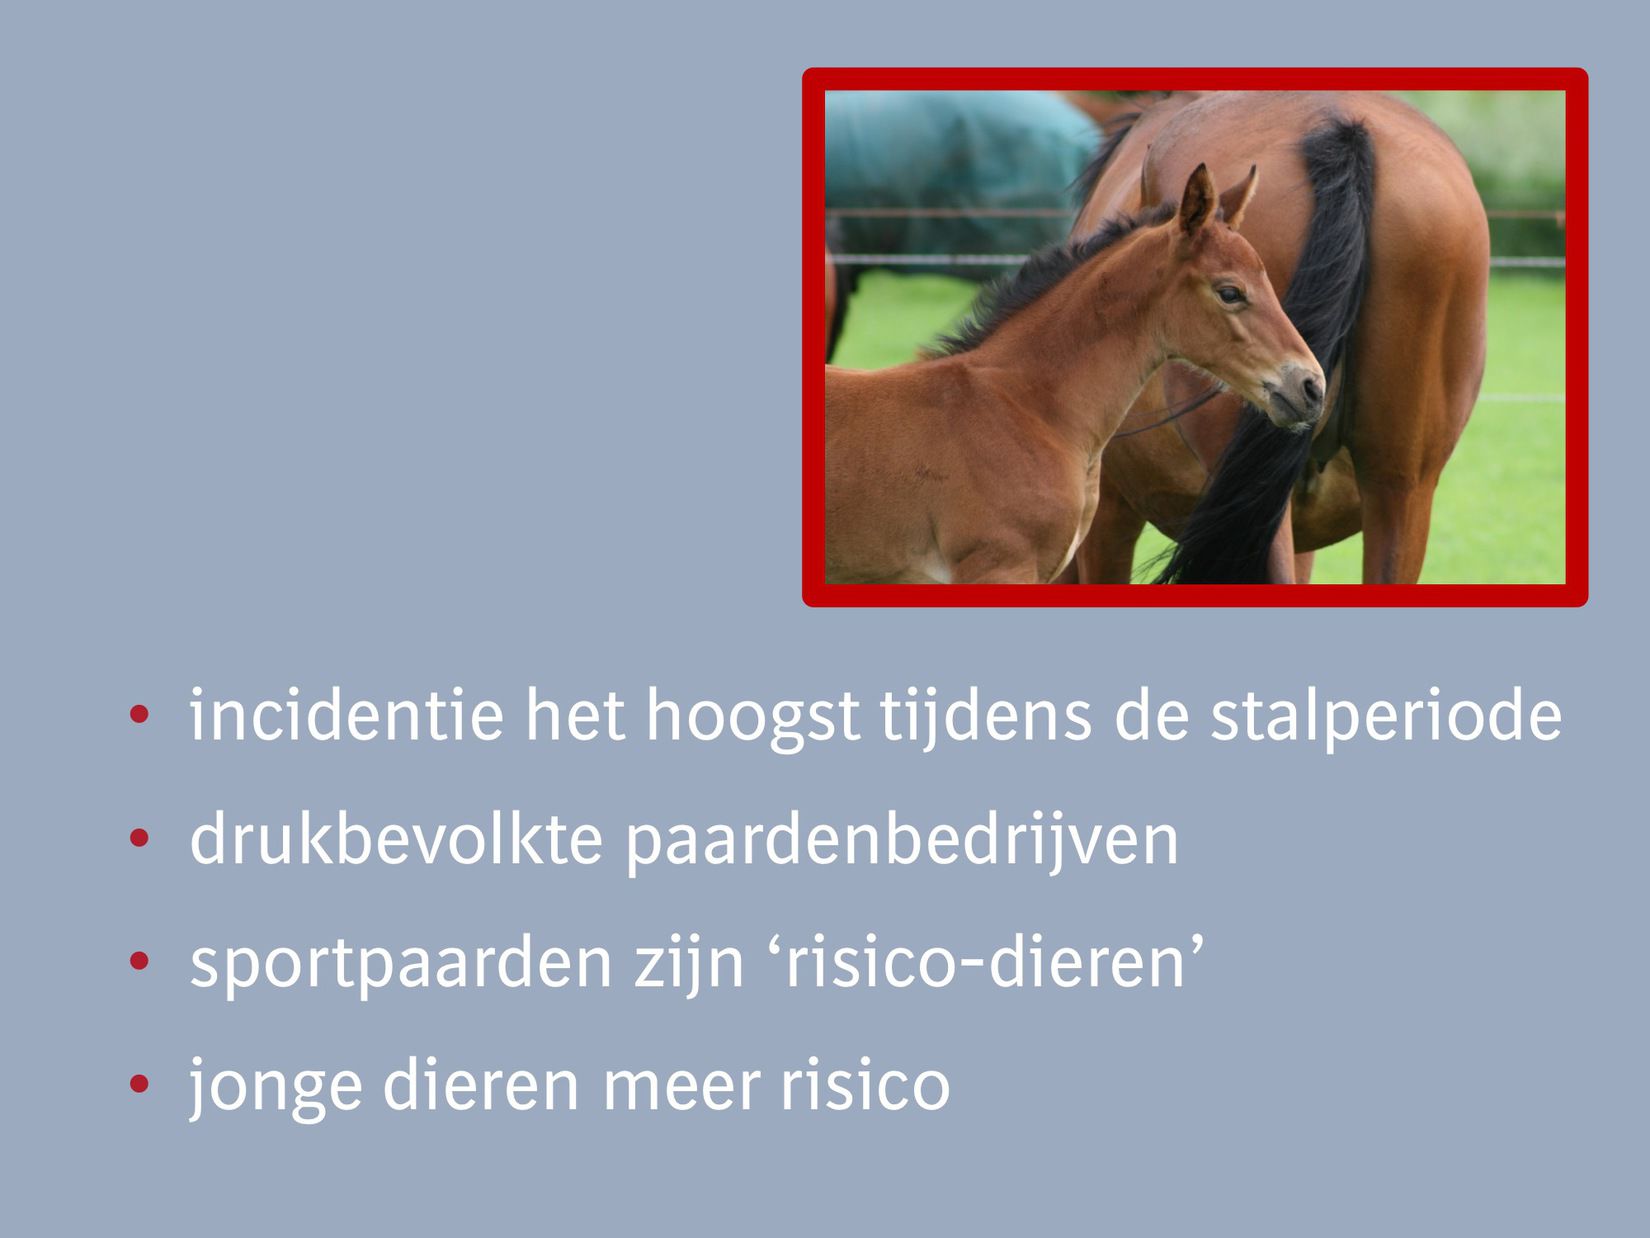 • incidentie het hoogst tijdens de stalperiode
• drukbevolkte paardenbedrijven
• sportpaarden zijn ‘risico-dieren’
• jonge dieren meer risico